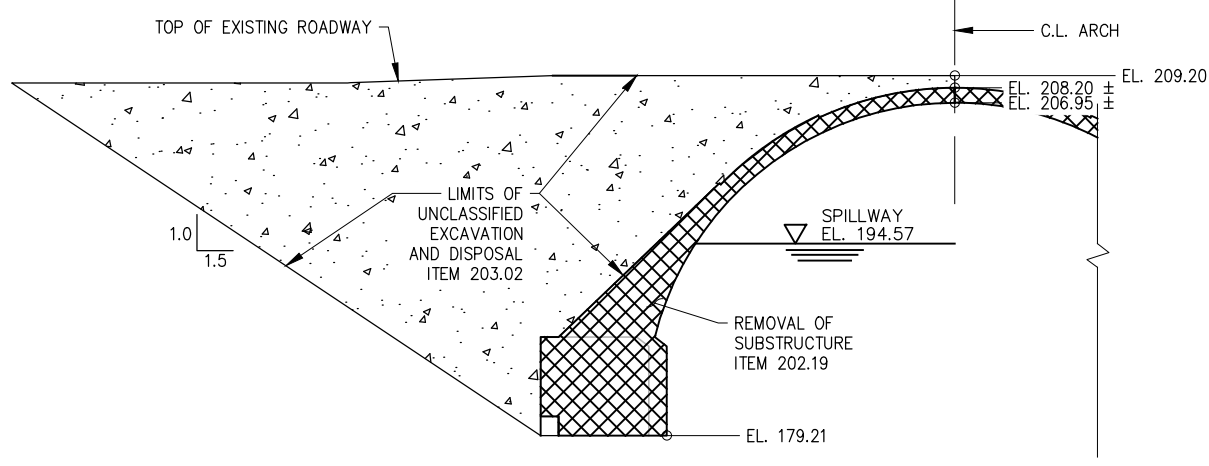 TOP OF EXISTING ROADWAY
C.L. ARCH
EL. 209.20
EL. 208.20 ±
EL. 206.95 ±
LIMITS OF
UNCLASSIFIED
EXCAVATION
AND DISPOSAL
ITEM 203.02
SPILLWAY
EL. 194.57
1.0
1.5
REMOVAL OF
SUBSTRUCTURE
ITEM 202.19
EL. 179.21